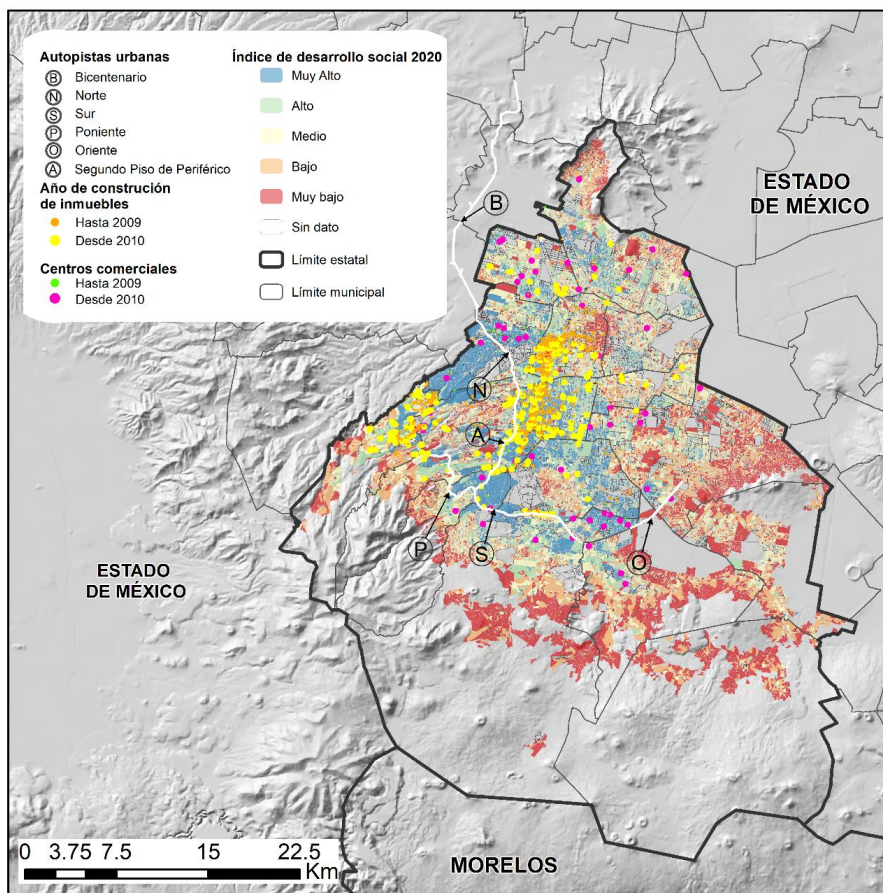 Autopistas urbanas
B Bicentenario
N Norte
S Sur
P Poniente
O Oriente
A Segundo Piso de Periférico
Año de construción
de inmuebles
Hasta 2009
Desde 2010
Centros comerciales
Hasta 2009
Desde 2010
Índice de desarrollo social 2020
Muy Alto
Alto
Medio
Bajo
Muy bajo
Sin dato
Límite estatal
Límite municipal
B
ESTADO
DE MÉXICO
N
A
P
S
O
ESTADO
DE MÉXICO
MORELOS
0 3.75 7.5 15 22.5
Km